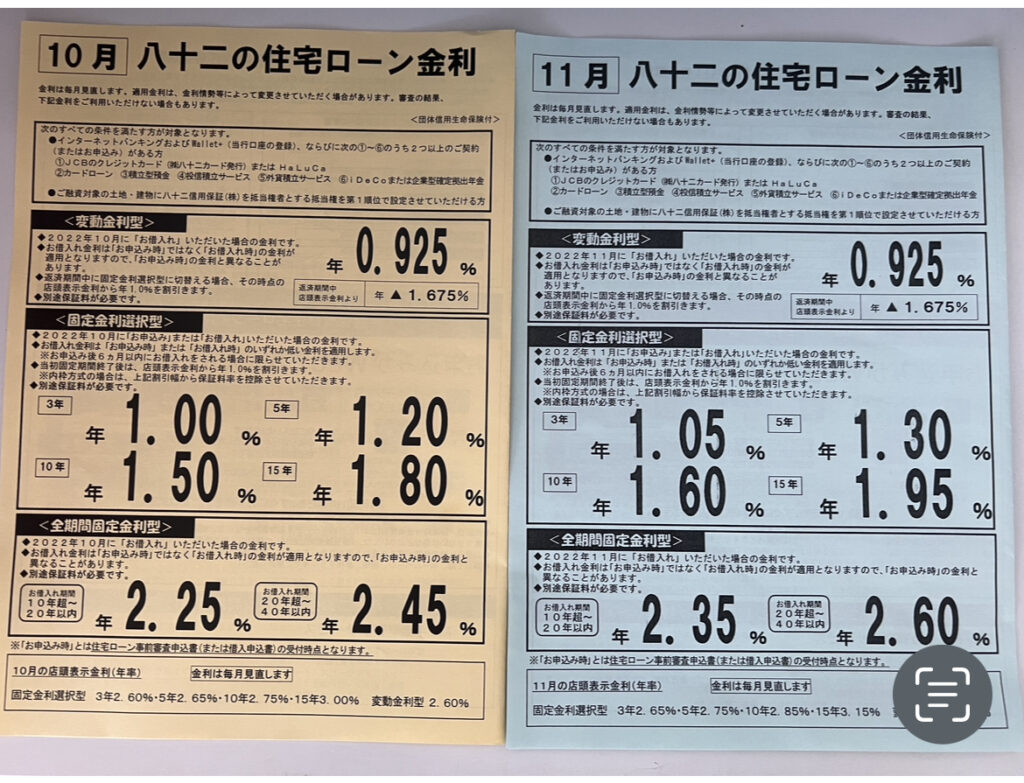 10月 八十二の住宅ローン金利
金利は毎月見直します。適用金利は、金利情勢等によって変更させていただく場合があります。審査の結果、
下記金利をご利用いただけない場合もあります。
<団体信用生命保険付>
次のすべての条件を満たす方が対象となります。
●インターネットバンキングおよびWallet+(当行口座の登録)、ならびに次の①~⑥のうち2つ以上のご契約
(またはお申込み)がある方
①JCBのクレジットカード(㈱八十二カード発行)または HaLuCa
②カードローン ③積立型預金 ④投信積立サービス ⑤外貨積立サービス ⑥iDeCoまたは企業型確定拠出年金
●ご融資対象の土地・建物に八十二信用保証(株)を抵当権者とする抵当権を第1順位で設定させていただける方
<変動金利型>
◆2022年10月に「お借入れ」いただいた場合の金利です。
◆お借入れ金利は「お申込み時」ではなく「お借入れ時」の金利が
適用となりますので、「お申込み時」の金利と異なることが
あります。
◆返済期間中に固定金利選択型に切替える場合、その時点の
店頭表示金利から年1.0%を割引きます。
◆別途保証料が必要です。
年 0.925 %
返済期間中
店頭表示金利より 年 ▲1.675%
<固定金利選択型>
◆2022年10月に「お申込み」または「お借入れ」いただいた場合の金利です。
◆お借入れ金利は「お申込み時」または「お借入れ時」のいずれか低い金利を適用します。
※お申込み後6ヵ月以内にお借入れをされる場合に限らせていただきます。
◆当初固定期間終了後は、店頭表示金利から年1.0%を割引きます。
※内枠方式の場合は、上記割引幅から保証料率を控除させていただきます。
◆別途保証料が必要です。
3年 年 1.00 % 5年 年 1.20 %
10年 年 1.50 % 15年 年 1.80 %
<全期間固定金利型>
◆2022年10月に「お借入れ」いただいた場合の金利です。
◆お借入れ金利は「お申込み時」ではなく「お借入れ時」の金利が適用となりますので、「お申込み時」の金利と
異なることがあります。
◆別途保証料が必要です。
お借入れ期間
10年超~
20年以内
年 2.25 %
お借入れ期間
20年超~
40年以内
年 2.45 %
※「お申込み時」とは住宅ローン事前審査申込書(または借入申込書)の受付時点となります。
10月の店頭表示金利(年率) 金利は毎月見直します
固定金利選択型 3年2.60%・5年2.65%・10年2.75%・15年3.00% 変動金利型 2.60%
11月 八十二の住宅ローン金利
金利は毎月見直します。適用金利は、金利情勢等によって変更させていただく場合があります。審査の結果、
下記金利をご利用いただけない場合もあります。
<団体信用生命保険付>
次のすべての条件を満たす方が対象となります。
●インターネットバンキングおよびWallet+(当行口座の登録)、ならびに次の①~⑥のうち2つ以上のご契約
(またはお申込み)がある方
①JCBのクレジットカード(㈱八十二カード発行)または HaLuCa
②カードローン ③積立型預金 ④投信積立サービス ⑤外貨積立サービス ⑥iDeCoまたは企業型確定拠出年金
●ご融資対象の土地・建物に八十二信用保証(株)を抵当権者とする抵当権を第1順位で設定させていただける方
<変動金利型>
◆2022年11月に「お借入れ」いただいた場合の金利です。
◆お借入れ金利は「お申込み時」ではなく「お借入れ時」の金利が
適用となりますので、「お申込み時」の金利と異なることが
あります。
◆返済期間中に固定金利選択型に切替える場合、その時点の
店頭表示金利から年1.0%を割引きます。
◆別途保証料が必要です。
年 0.925 %
返済期間中
店頭表示金利より 年 ▲1.675%
<固定金利選択型>
◆2022年11月に「お申込み」または「お借入れ」いただいた場合の金利です。
◆お借入れ金利は「お申込み時」または「お借入れ時」のいずれか低い金利を適用します。
※お申込み後6ヵ月以内にお借入れをされる場合に限らせていただきます。
◆当初固定期間終了後は、店頭表示金利から年1.0%を割引きます。
※内枠方式の場合は、上記割引幅から保証料率を控除させていただきます。
◆別途保証料が必要です。
3年 年 1.05 % 5年 年 1.30 %
10年 年 1.60 % 15年 年 1.95 %
<全期間固定金利型>
◆2022年11月に「お借入れ」いただいた場合の金利です。
◆お借入れ金利は「お申込み時」ではなく「お借入れ時」の金利が適用となりますので、「お申込み時」の金利と
異なることがあります。
◆別途保証料が必要です。
お借入れ期間
10年超~
20年以内
年 2.35 %
お借入れ期間
20年超~
40年以内
年 2.60 %
※「お申込み時」とは住宅ローン事前審査申込書(または借入申込書)の受付時点となります。
11月の店頭表示金利(年率) 金利は毎月見直します
固定金利選択型 3年2.65%・5年2.75%・10年2.85%・15年3.15%